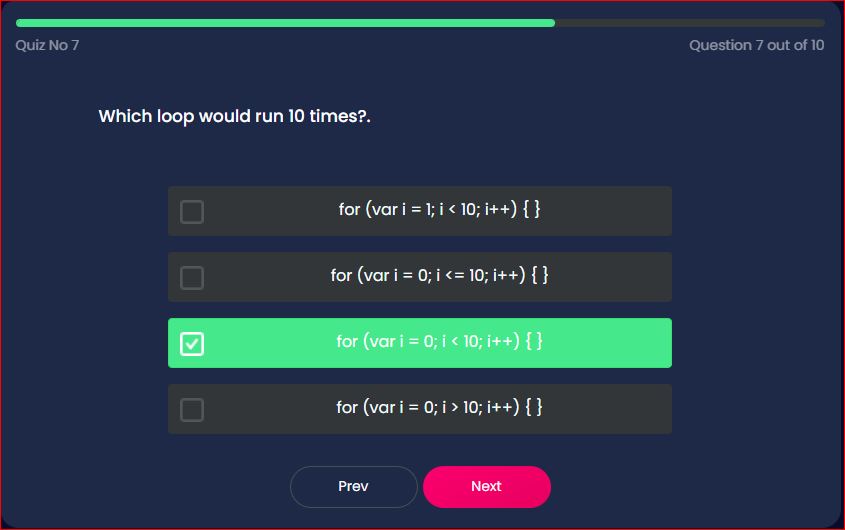 Quiz No 7
Question 7 out of 10
Which loop would run 10 times?.
for (var i = 1; i < 10; i++) { }
for (var i = 0; i <= 10; i++) { }
for (var i = 0; i < 10; i++) { }
for (var i = 0; i > 10; i++) { }
Prev
Next